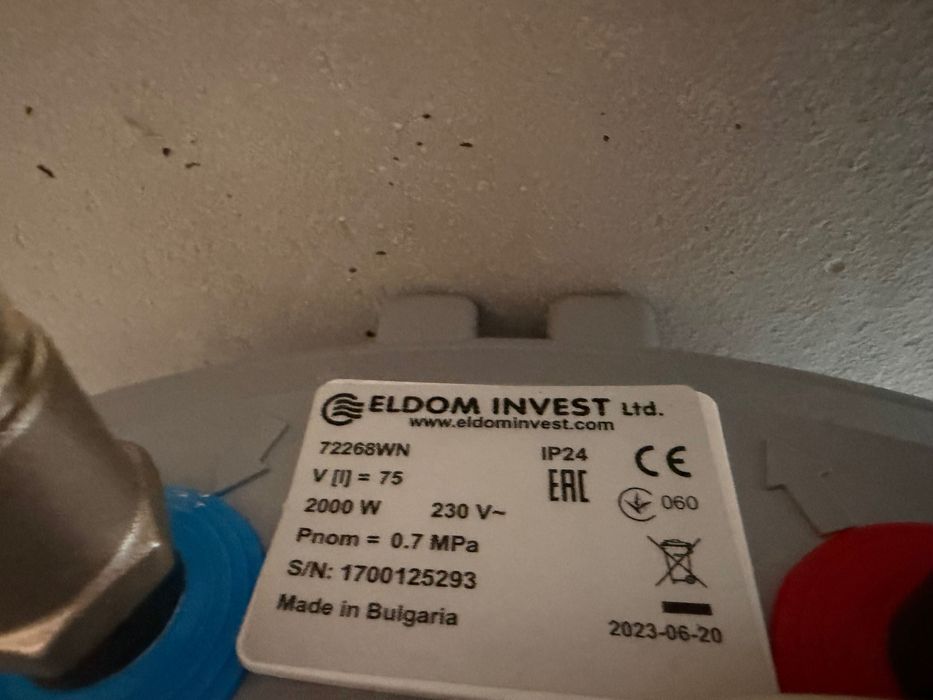 ELDOM INVEST Ltd.
www.eldominvest.com
72268WN
IP24
CE
V [l] = 75
EAC
2000 W
230 V~
060
Pnom = 0.7 MPa
S/N: 1700125293
Made in Bulgaria
2023-06-20